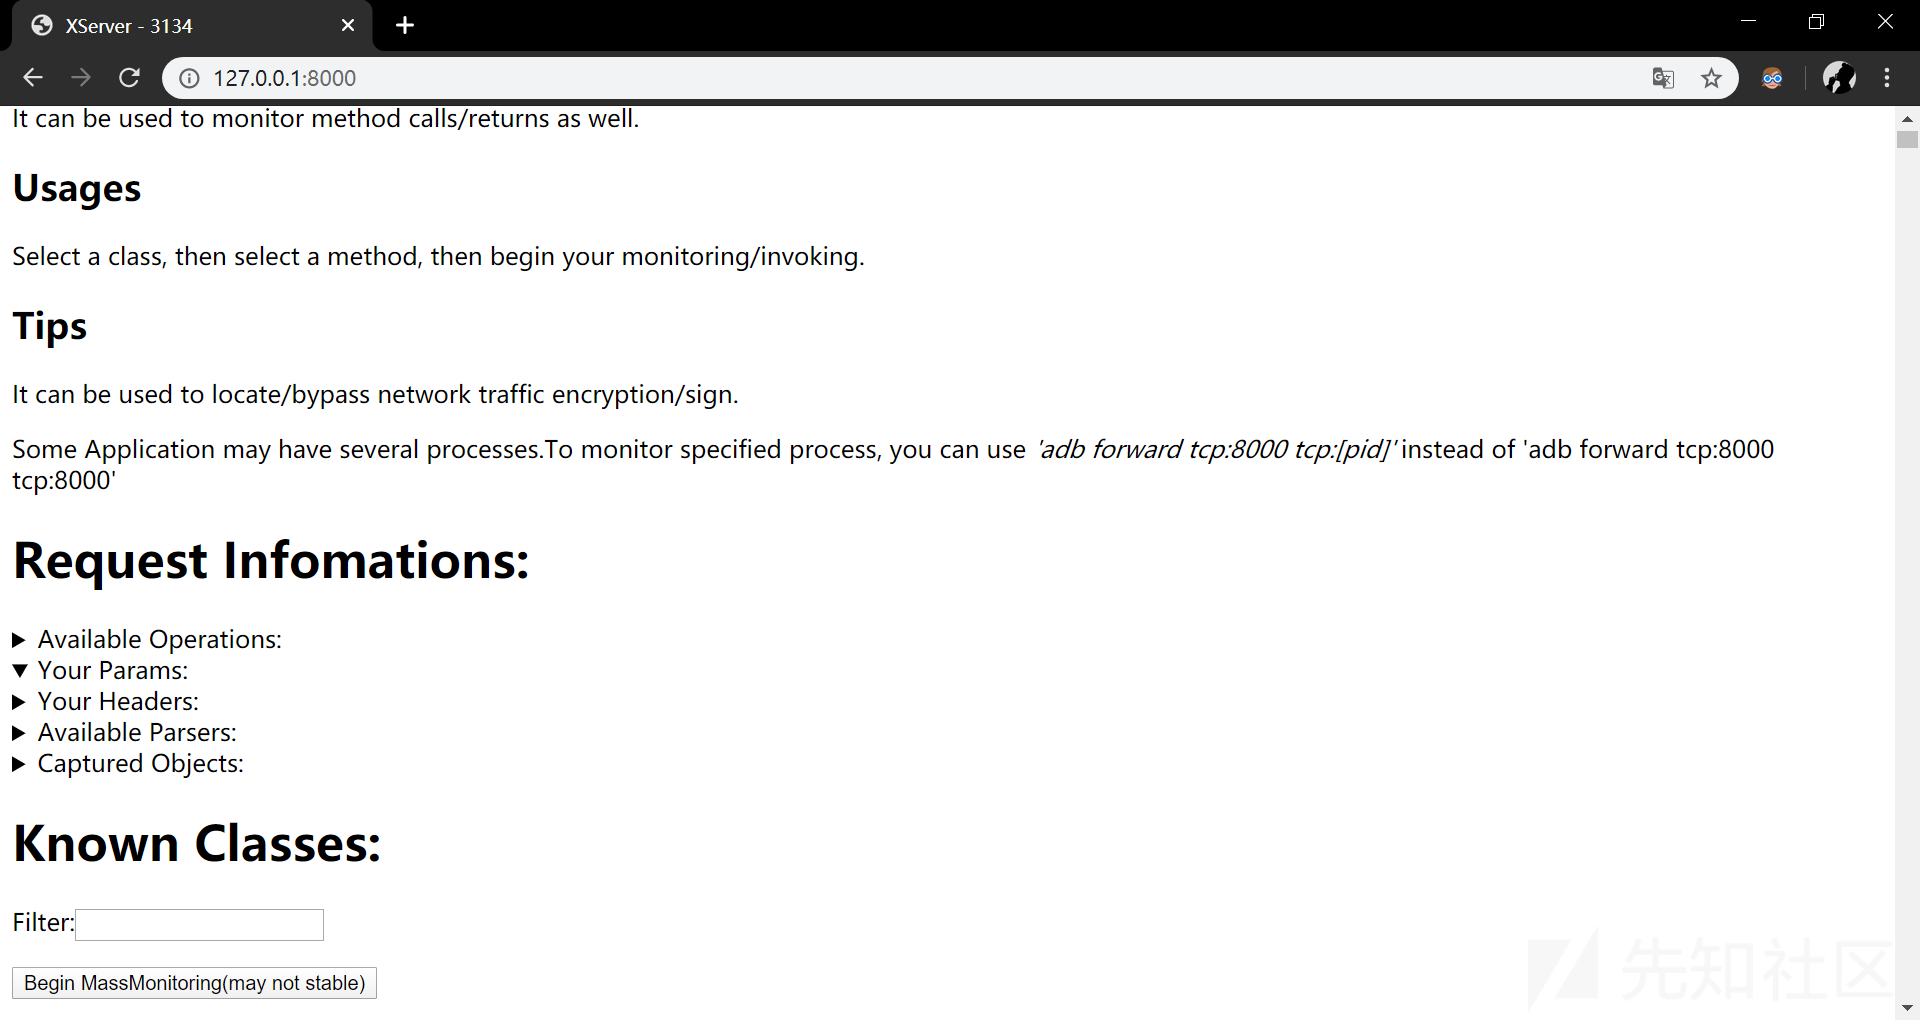 XServer - 3134
127.0.0.1:8000
It can be used to monitor method calls/returns as well.
Usages
Select a class, then select a method, then begin your monitoring/invoking.
Tips
It can be used to locate/bypass network traffic encryption/sign.
Some Application may have several processes.To monitor specified process, you can use 'adb forward tcp:8000 tcp:[pid]' instead of 'adb forward tcp:8000
tcp:8000'
Request Infomations:
Available Operations:
Your Params:
Your Headers:
Available Parsers:
Captured Objects:
Known Classes:
Filter:
Begin MassMonitoring(may not stable)
先知社区